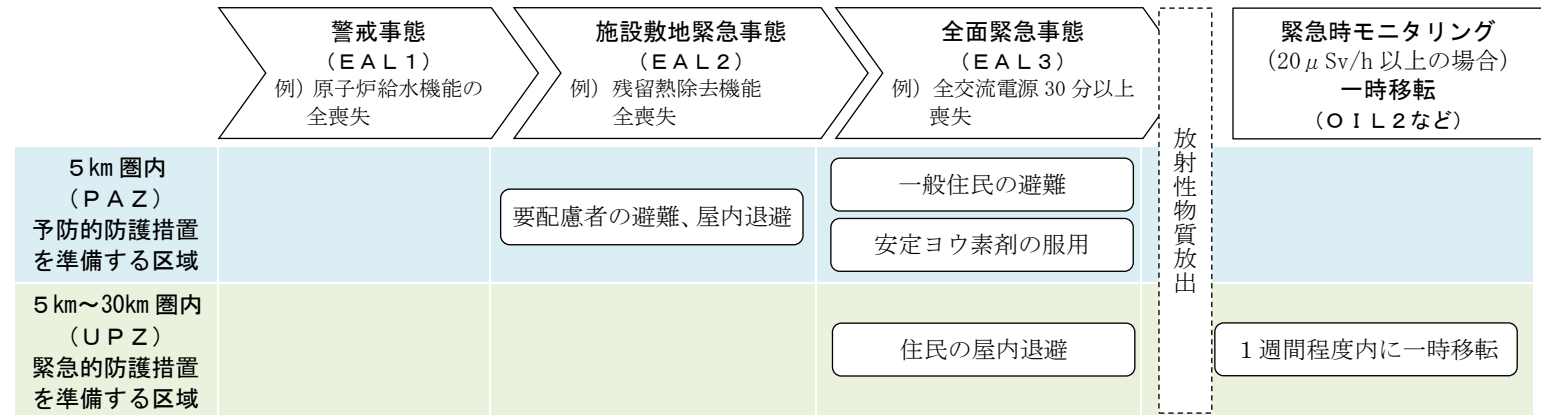 警戒事態
（ＥＡＬ１）
例）原子炉給水機能の
全喪失
施設敷地緊急事態
（ＥＡＬ２）
例）残留熱除去機能
全喪失
全面緊急事態
（ＥＡＬ３）
例）全交流電源 30 分以上
喪失
緊急時モニタリング
（20μSv/h 以上の場合）
一時移転
（ＯＩＬ２など）
放射性物質放出
５km 圏内
（ＰＡＺ）
予防的防護措置
を準備する区域
要配慮者の避難、屋内退避
一般住民の避難
安定ヨウ素剤の服用
５km～30km 圏内
（ＵＰＺ）
緊急的防護措置
を準備する区域
住民の屋内退避
１週間程度内に一時移転